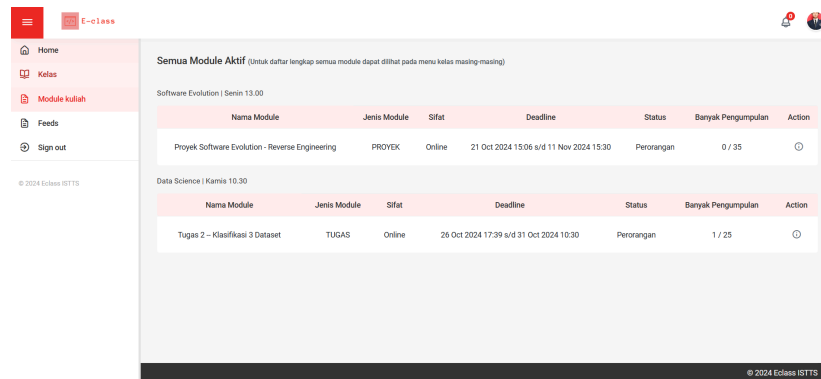 E-class
0
Home
Kelas
Module kuliah
Feeds
Sign out
© 2024 Eclass ISTTS
Semua Module Aktif (Untuk daftar lengkap semua module dapat dilihat pada menu kelas masing-masing)
Software Evolution | Senin 13.00
Nama Module Jenis Module Sifat Deadline Status Banyak Pengumpulan Action
Proyek Software Evolution - Reverse Engineering PROYEK Online 21 Oct 2024 15:06 s/d 11 Nov 2024 15:30 Perorangan 0 / 35
Data Science | Kamis 10.30
Nama Module Jenis Module Sifat Deadline Status Banyak Pengumpulan Action
Tugas 2 – Klasifikasi 3 Dataset TUGAS Online 26 Oct 2024 17:39 s/d 31 Oct 2024 10:30 Perorangan 1 / 25
© 2024 Eclass ISTTS